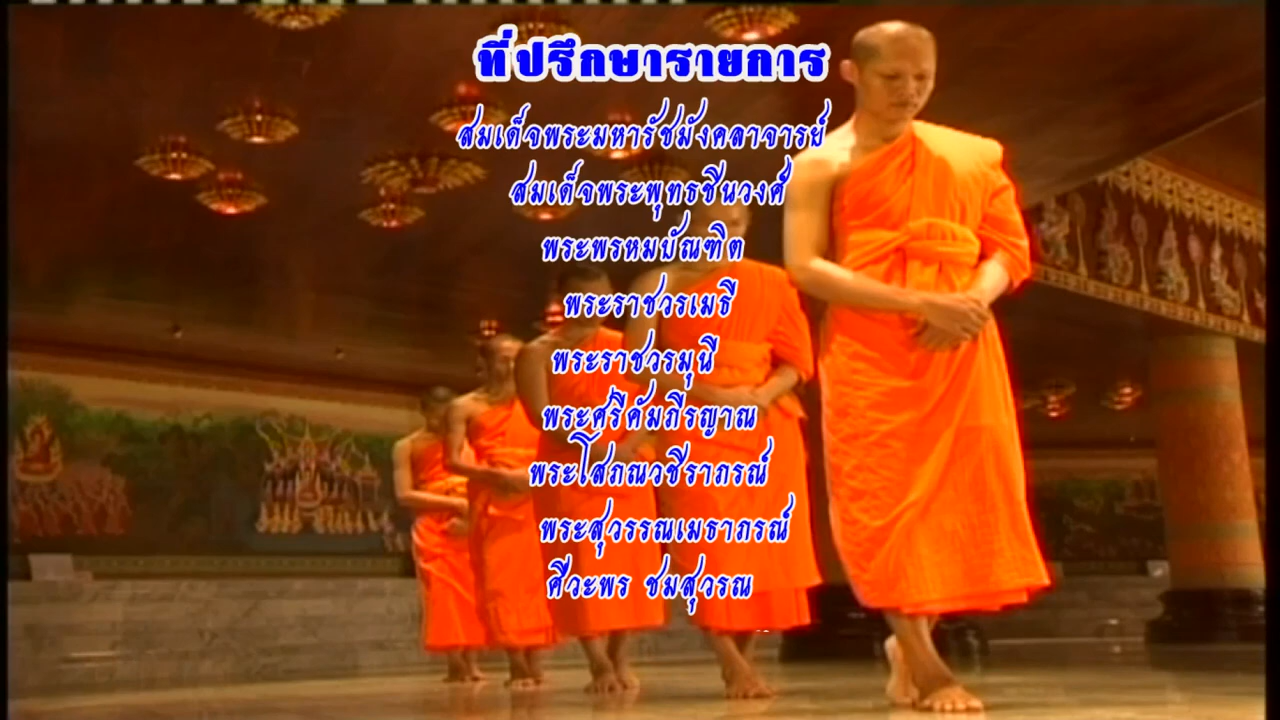 ที่ปรึกษารายการ
สมเด็จพระมหารัชมังคลาจารย์
สมเด็จพระพุทธชินวงศ์
พระพรหมบัณฑิต
พระราชวรเมธี
พระราชวรมุนี
พระศรีคัมภีรญาณ
พระโสภณวชิราภรณ์
พระสุวรรณเมธาภรณ์
ศิวะพร ชมสุวรณ